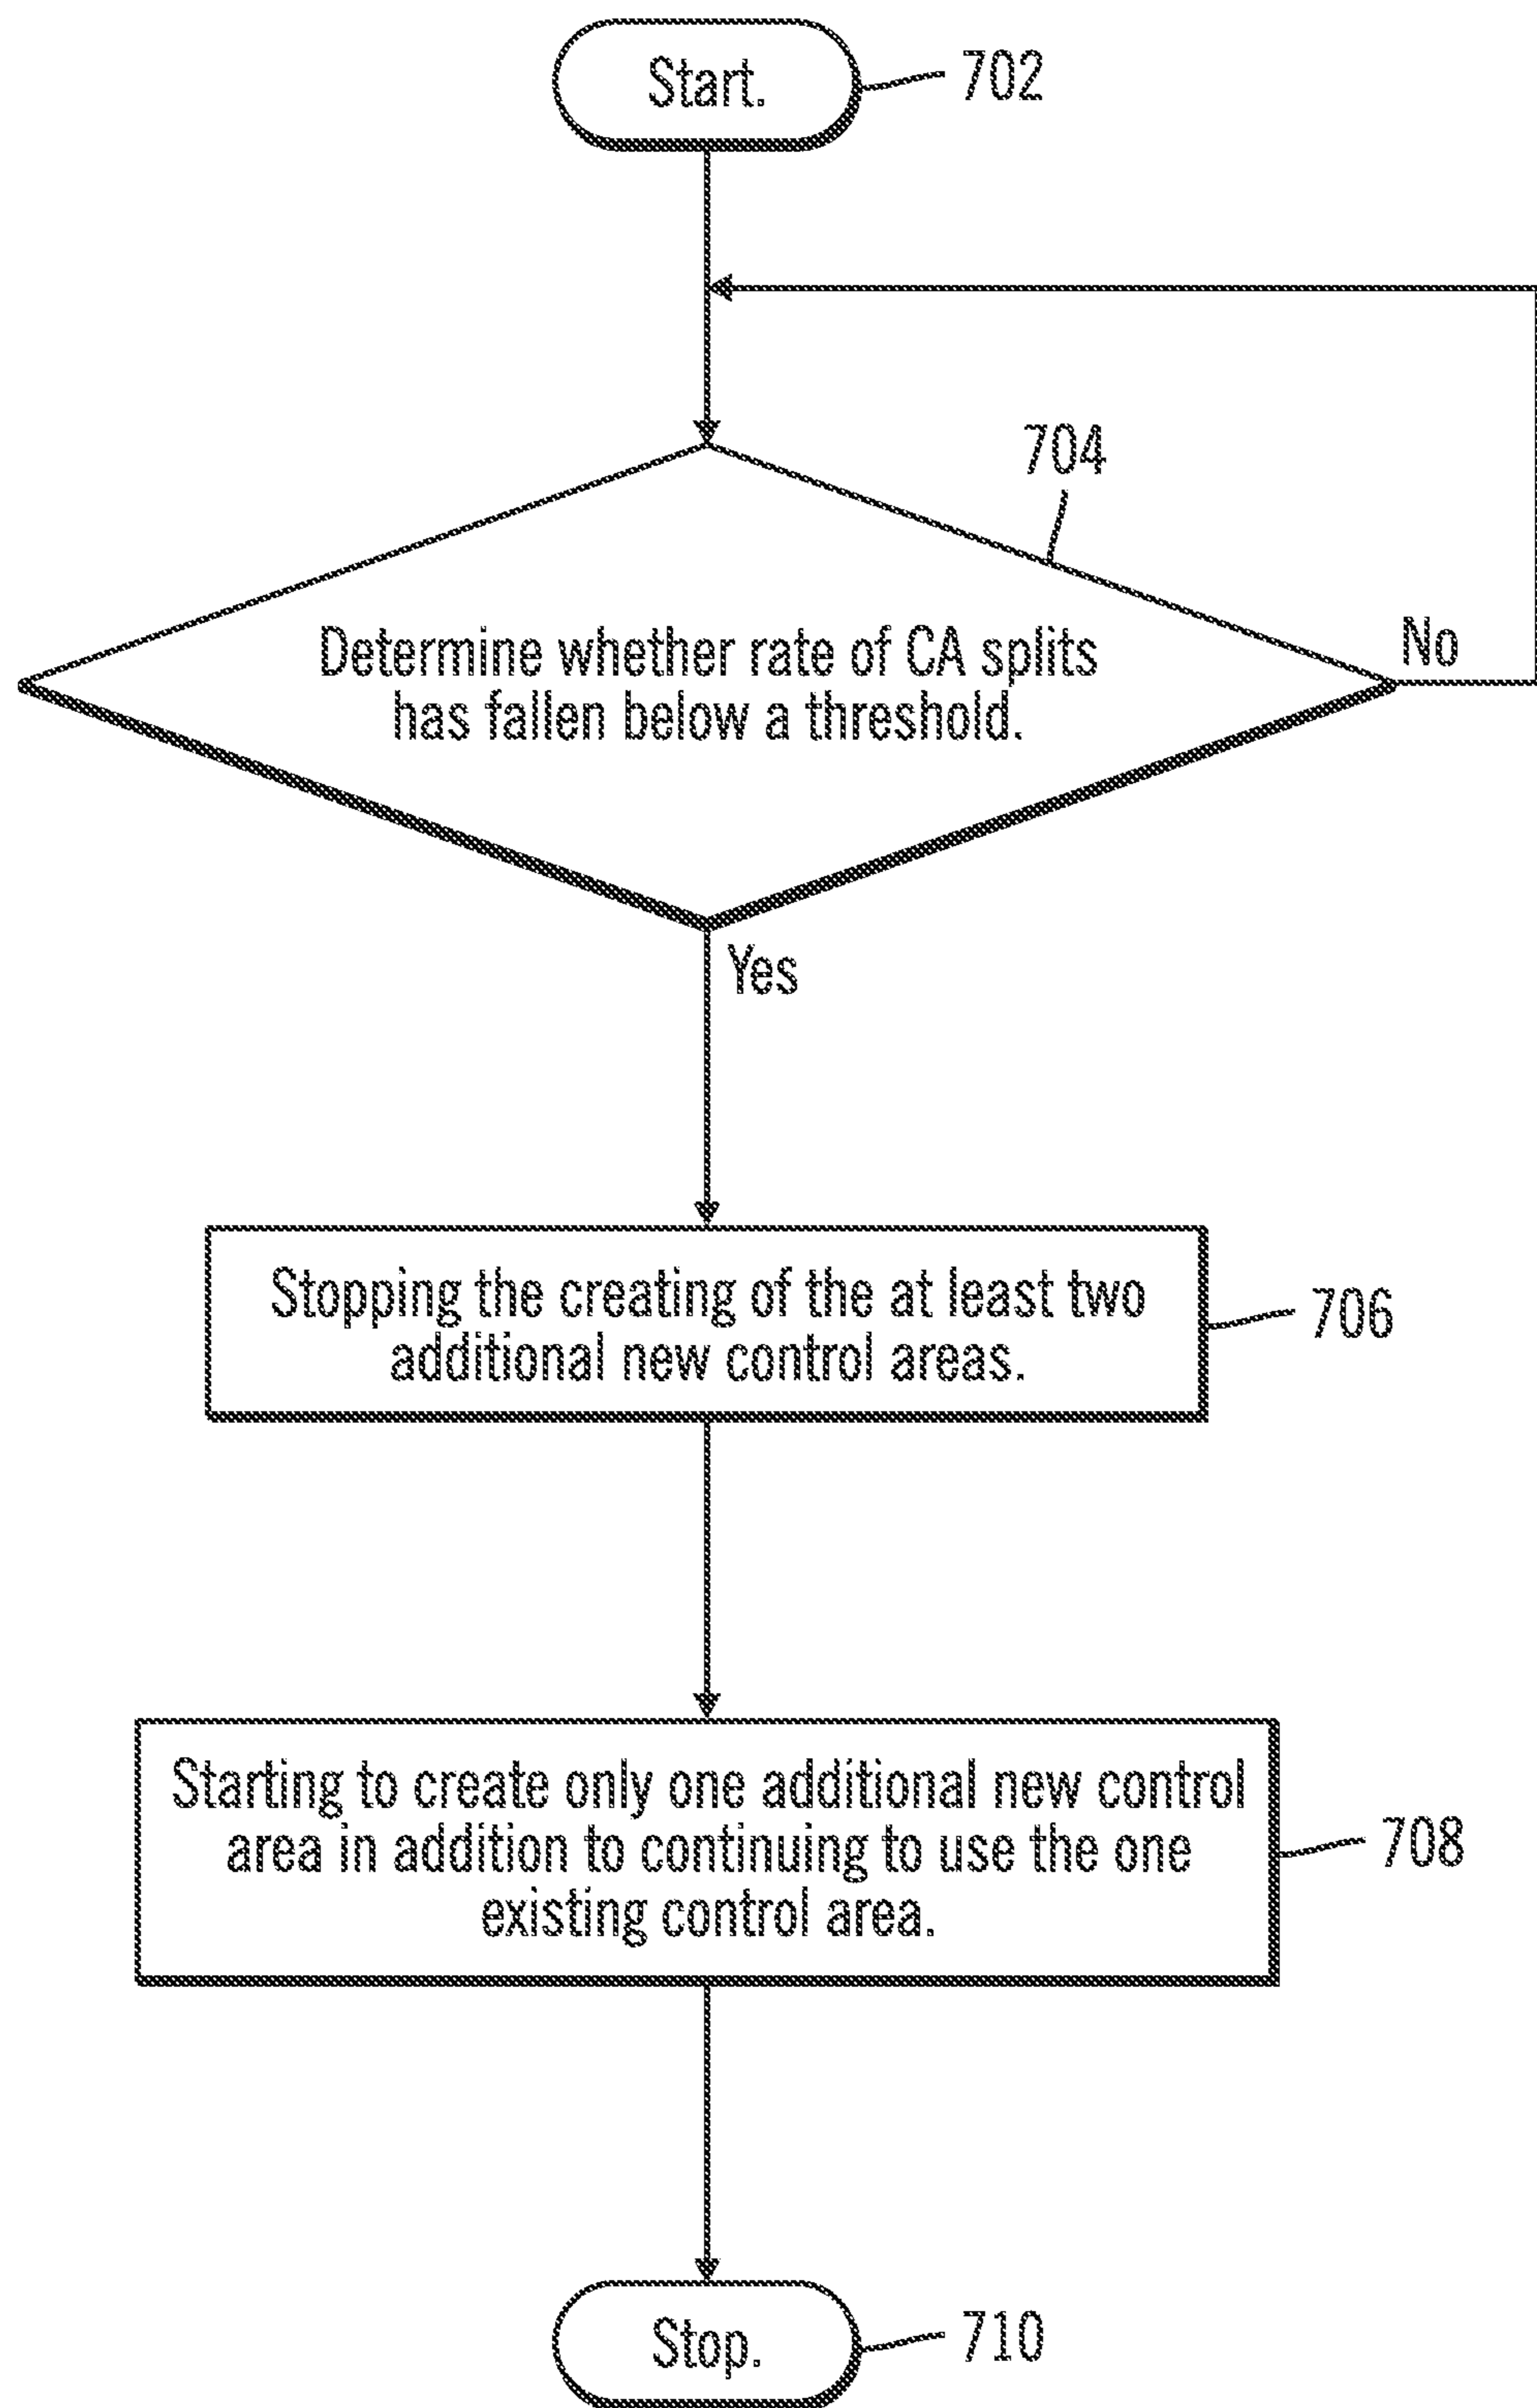 Start.
702
704
Determine whether rate of CA splits
has fallen below a threshold.
No
Yes
Stopping the creating of the at least two
additional new control areas.
706
Starting to create only one additional new control
area in addition to continuing to use the one
existing control area.
708
Stop.
710